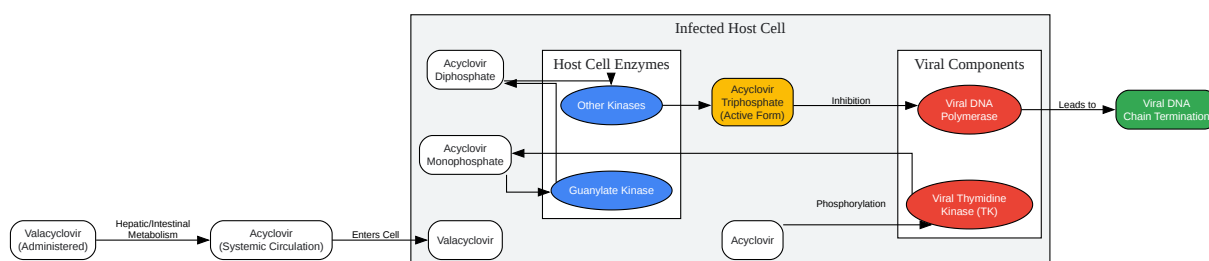 Infected Host Cell
Host Cell Enzymes
Viral Components
Acyclovir
Diphosphate
Other Kinases
Acyclovir
Triphosphate
(Active Form)
Inhibition
Viral DNA
Polymerase
Leads to
Viral DNA
Chain Termination
Acyclovir
Monophosphate
Guanylate Kinase
Phosphorylation
Viral Thymidine
Kinase (TK)
Valacyclovir
(Administered)
Hepatic/Intestinal
Metabolism
Acyclovir
(Systemic Circulation)
Enters Cell
Valacyclovir
Acyclovir